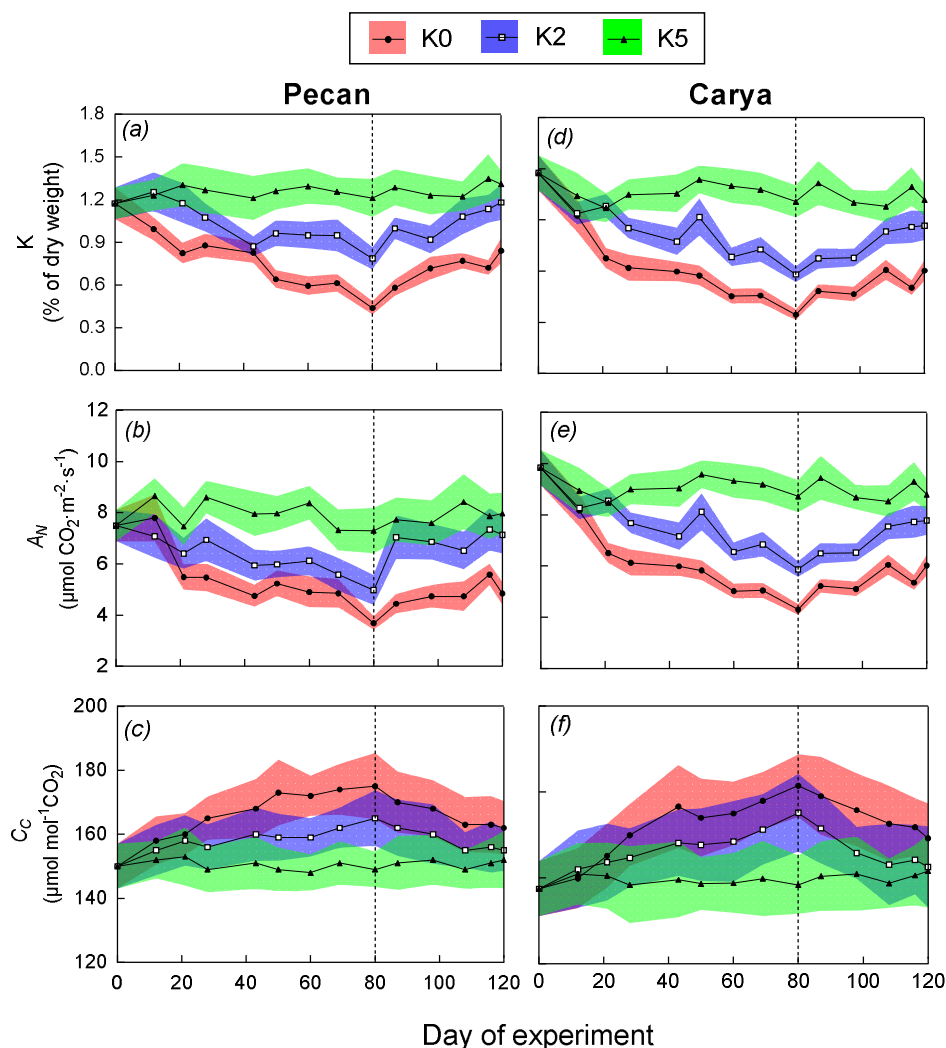 K0 K2 K5
Pecan Carya
(a) (d)
K
(% of dry weight)
1.8
1.5
1.2
0.9
0.6
0.3
0.0
(b) (e)
A_N
(µmol CO₂·m⁻²·s⁻¹)
12
10
8
6
4
2
(c) (f)
C_C
(µmol mol⁻¹CO₂)
200
180
160
140
120
0 20 40 60 80 100 120 0 20 40 60 80 100 120
Day of experiment